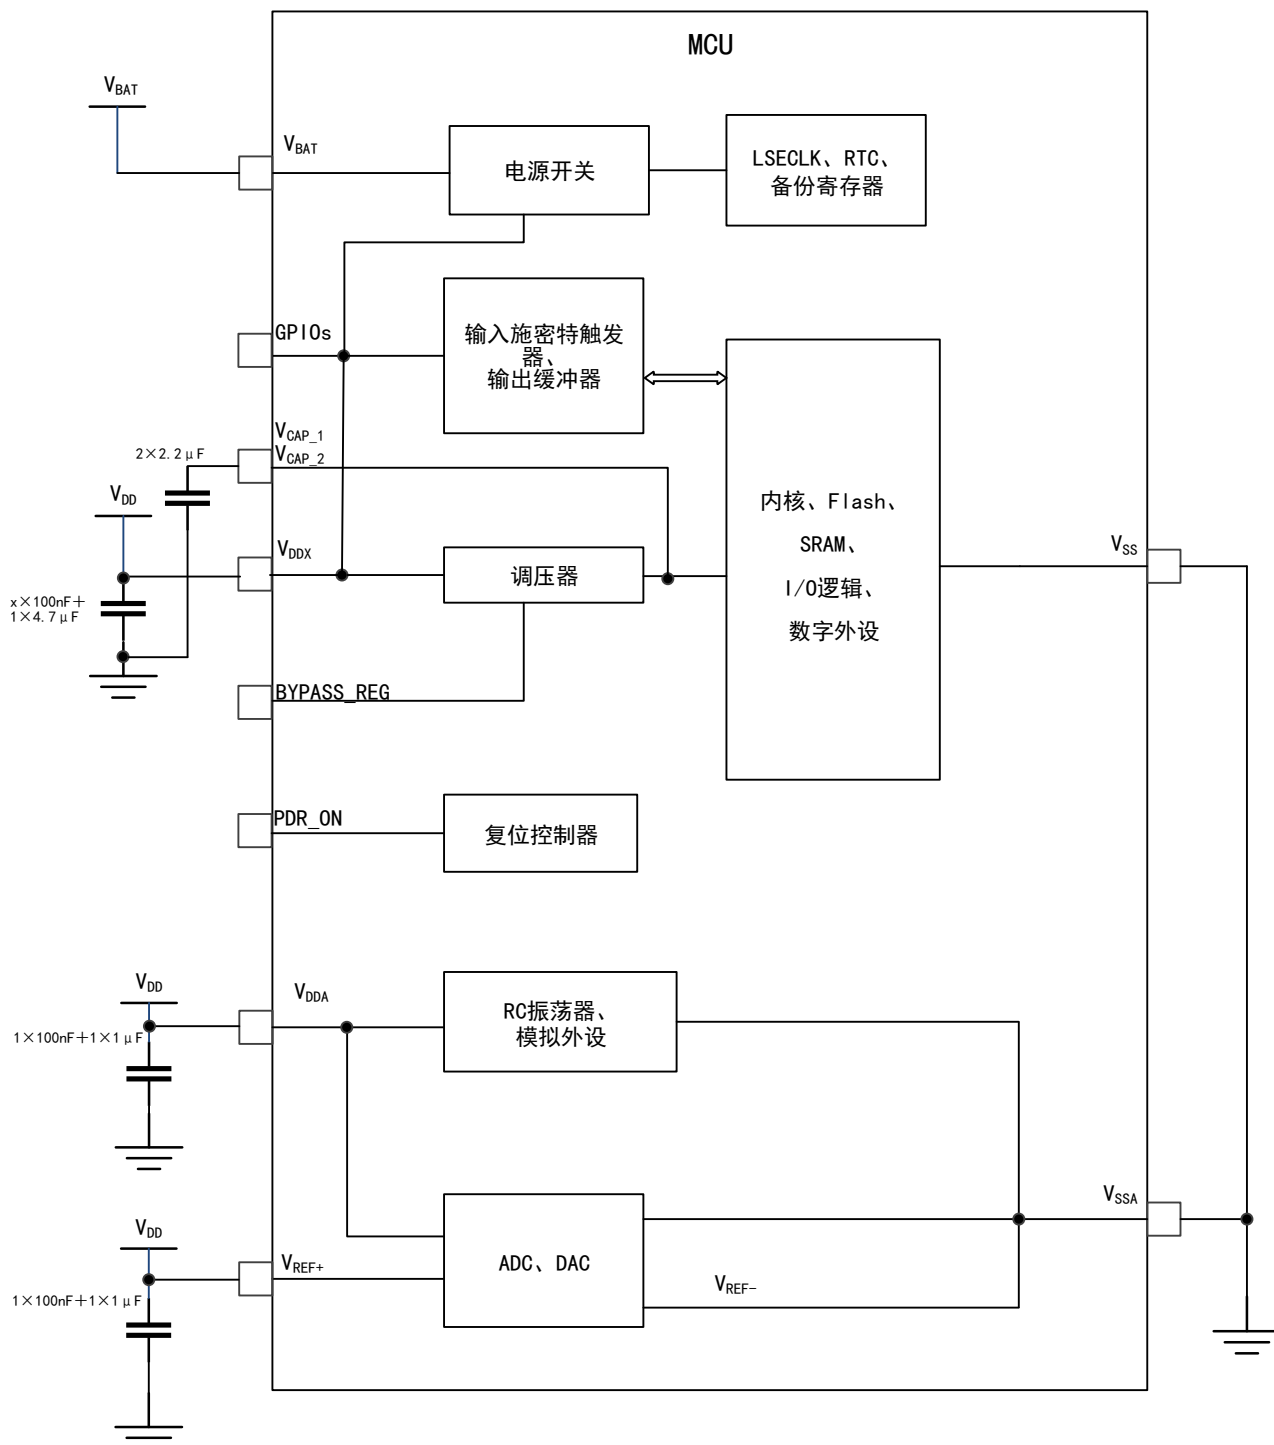 MCU
VBAT
VBAT
电源开关
LSECLK、RTC、
备份寄存器
GPIOs
输入施密特触发
器、
输出缓冲器
VCAP_1
VCAP_2
2×2.2μF
VDD
VDDX
x×100nF+
1×4.7μF
调压器
内核、Flash、
SRAM、
I/O逻辑、
数字外设
VSS
BYPASS_REG
PDR_ON
复位控制器
VDD
VDDA
1×100nF+1×1μF
RC振荡器、
模拟外设
VSSA
VDD
VREF+
1×100nF+1×1μF
ADC、DAC
VREF-